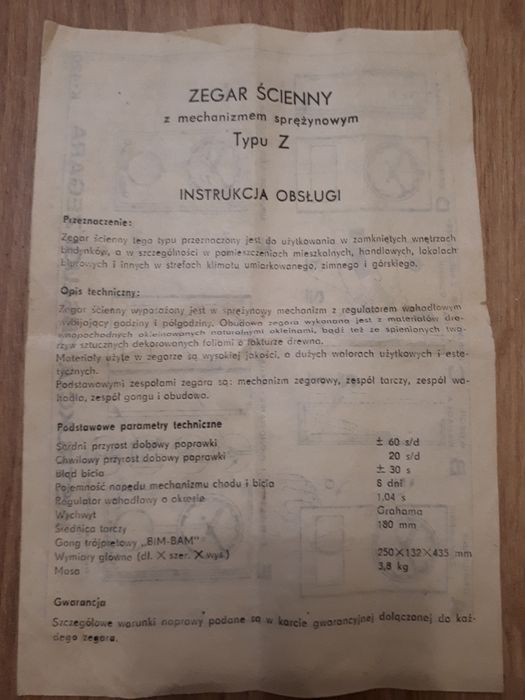 ZEGAR ŚCIENNY
z mechanizmem sprężynowym
Typu Z
INSTRUKCJA OBSŁUGI
Przeznaczenie:
Zegar ścienny tego typu przeznaczony jest do użytkowania w zamkniętych wnętrzach
budynków, a w szczególności w pomieszczeniach mieszkalnych, handlowych, lokalach
biurowych i innych w strefach klimatu umiarkowanego, zimnego i górskiego.
Opis techniczny:
Zegar ścienny wyposażony jest w sprężynowy mechanizm z regulatorem wahadłowym
wybijający godziny i półgodziny. Obudowa zegara wykonana jest z materiałów dre-
wnopochodnych okleinowanych naturalnymi okleinami, bądź też ze spienionych two-
rzyw sztucznych dekorowanych foliami o fakturze drewna.
Materiały użyte w zegarze są wysokiej jakości, o dużych walorach użytkowych i este-
tycznych.
Podstawowymi zespołami zegara są: mechanizm zegarowy, zespół tarczy, zespół wa-
hadła, zespół gongu i obudowa.
Podstawowe parametry techniczne
Śerdni przyrost dobowy poprawki ± 60 s/d
Chwilowy przyrost dobowy poprawki 20 s/d
Błąd bicia ± 30 s
Pojemność napędu mechanizmu chodu i bicia 8 dni
Regulator wahadłowy o okresie 1,04 s
Wychwyt Grahama
Średnica tarczy 180 mm
Gong trójprętowy „BIM-BAM"
Wymiary główne (dł. X szer. X wys.) 250X132X435 mm
Masa 3,8 kg
Gwarancja
Szczegółowe warunki naprawy podane są w karcie gwarancyjnej dołączonej do każ-
dego zegara.